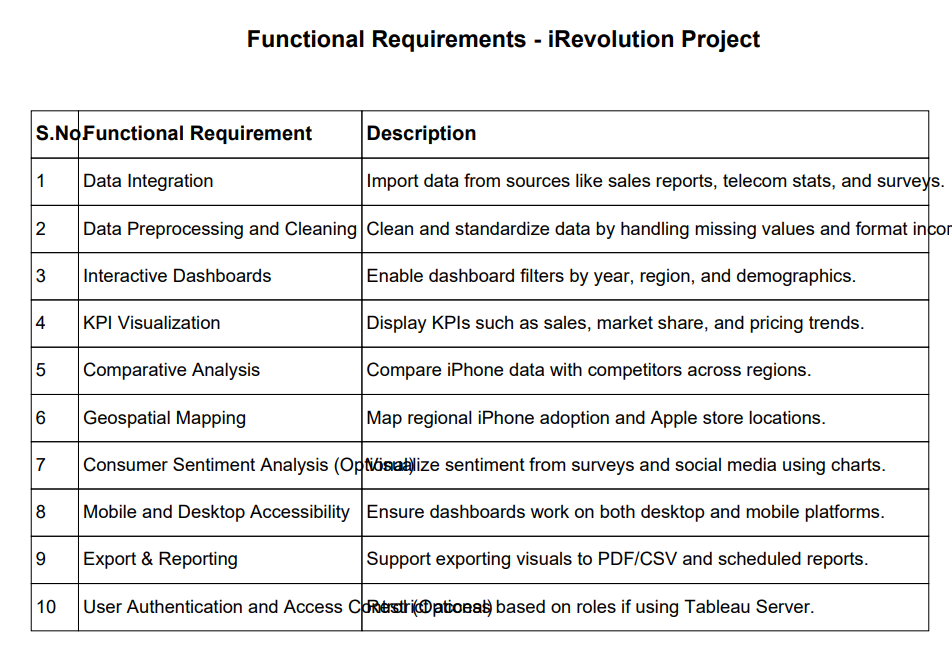 Functional Requirements - iRevolution Project
S.No. Functional Requirement Description
1 Data Integration Import data from sources like sales reports, telecom stats, and surveys.
2 Data Preprocessing and Cleaning Clean and standardize data by handling missing values and format
3 Interactive Dashboards Enable dashboard filters by year, region, and demographics.
4 KPI Visualization Display KPIs such as sales, market share, and pricing trends.
5 Comparative Analysis Compare iPhone data with competitors across regions.
6 Geospatial Mapping Map regional iPhone adoption and Apple store locations.
7 Consumer Sentiment Analysis (Optional) Visualize sentiment from surveys and social media using charts.
8 Mobile and Desktop Accessibility Ensure dashboards work on both desktop and mobile platforms.
9 Export & Reporting Support exporting visuals to PDF/CSV and scheduled reports.
10 User Authentication and Access Control (Optional) Restrict access based on roles if using Tableau Server.